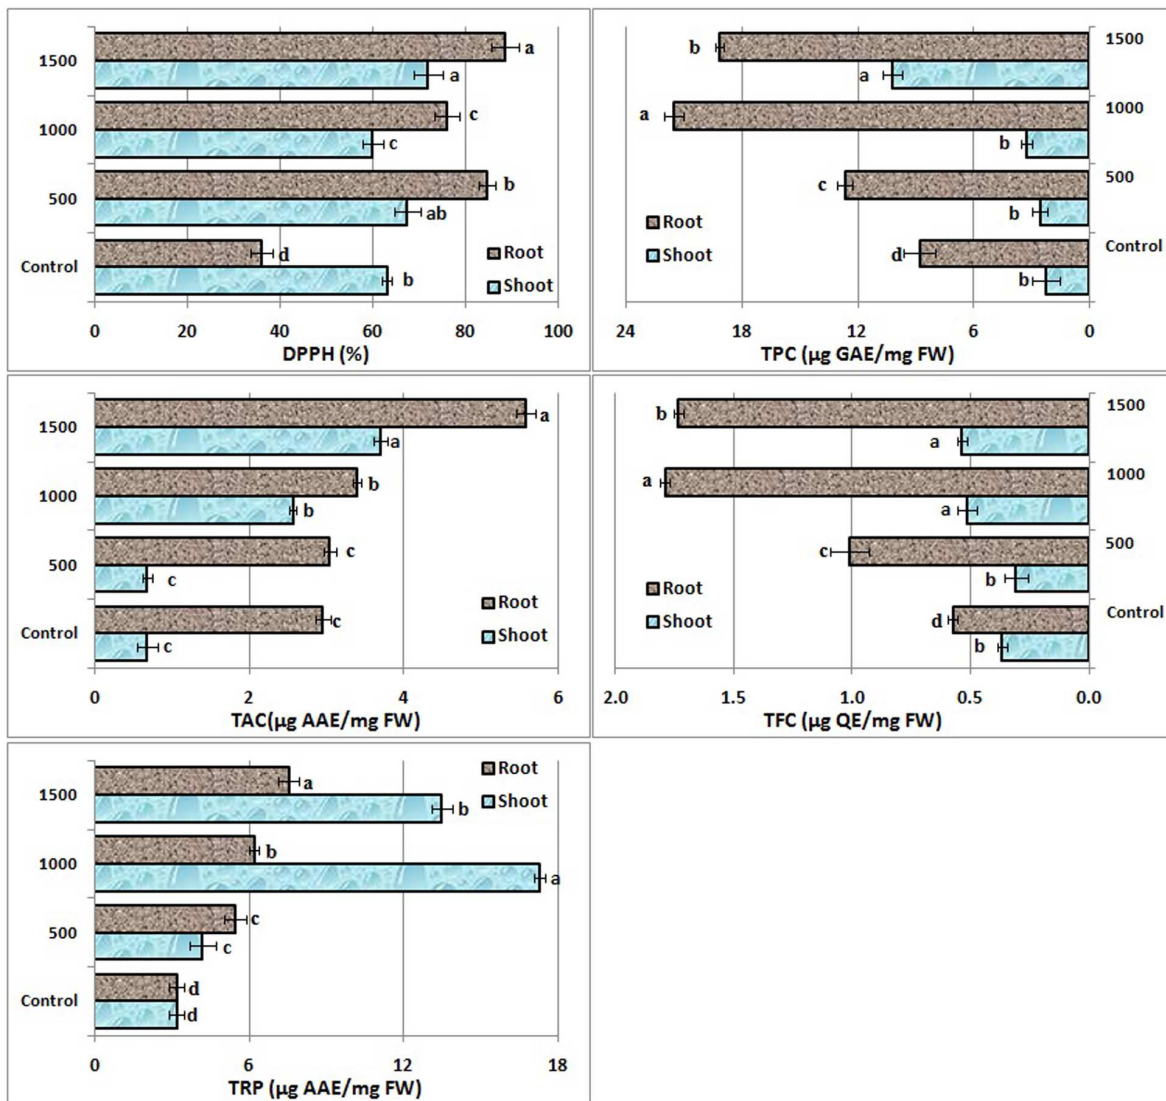 1500
a
a
1000
c
c
500
b
ab
Control
d
b
Root
Shoot
0 20 40 60 80 100
DPPH (%)
1500
b
a
1000
a
b
500
c
b
Control
d
b
Root
Shoot
24 18 12 6 0
TPC (µg GAE/mg FW)
1500
a
a
1000
b
b
500
c
c
Control
c
c
Root
Shoot
0 2 4 6
TAC(µg AAE/mg FW)
1500
b
a
1000
a
a
500
c
b
Control
d
b
Root
Shoot
2.0 1.5 1.0 0.5 0.0
TFC (µg QE/mg FW)
1500
a
b
1000
b
a
500
c
c
Control
d
d
Root
Shoot
0 6 12 18
TRP (µg AAE/mg FW)